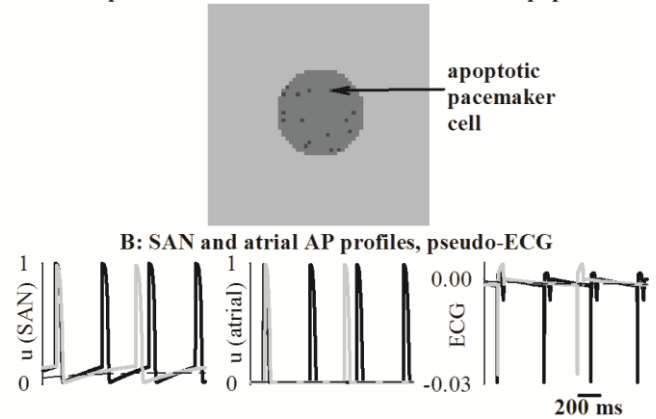 apoptotic
pacemaker
cell
B: SAN and atrial AP profiles, pseudo-ECG
1
u (SAN)
0
1
u (atrial)
0
0.00
ECG
-0.03
200 ms